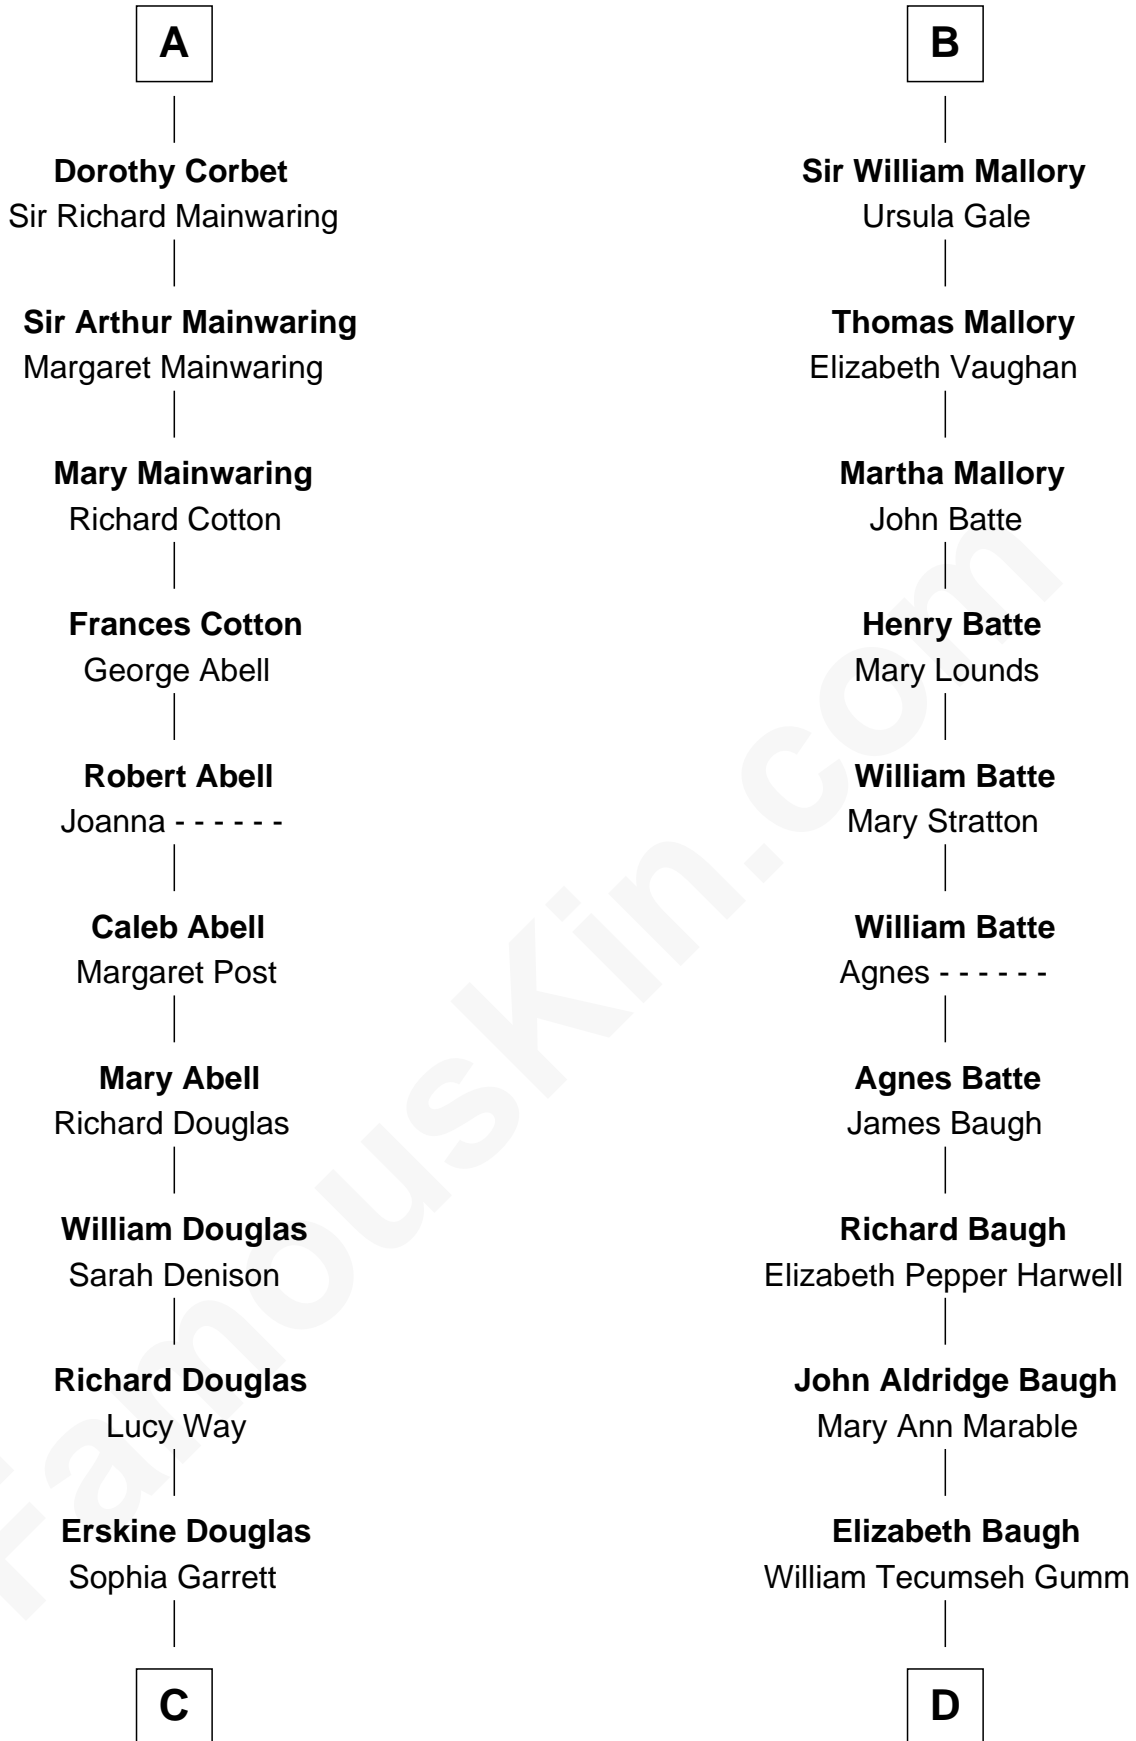 A
Dorothy Corbet
Sir Richard Mainwaring
Sir Arthur Mainwaring
Margaret Mainwaring
Mary Mainwaring
Richard Cotton
Frances Cotton
George Abell
Robert Abell
Joanna - - - - - -
Caleb Abell
Margaret Post
Mary Abell
Richard Douglas
William Douglas
Sarah Denison
Richard Douglas
Lucy Way
Erskine Douglas
Sophia Garrett
C
B
Sir William Mallory
Ursula Gale
Thomas Mallory
Elizabeth Vaughan
Martha Mallory
John Batte
Henry Batte
Mary Lounds
William Batte
Mary Stratton
William Batte
Agnes - - - - - -
Agnes Batte
James Baugh
Richard Baugh
Elizabeth Pepper Harwell
John Aldridge Baugh
Mary Ann Marable
Elizabeth Baugh
William Tecumseh Gumm
D
FamousKin.com